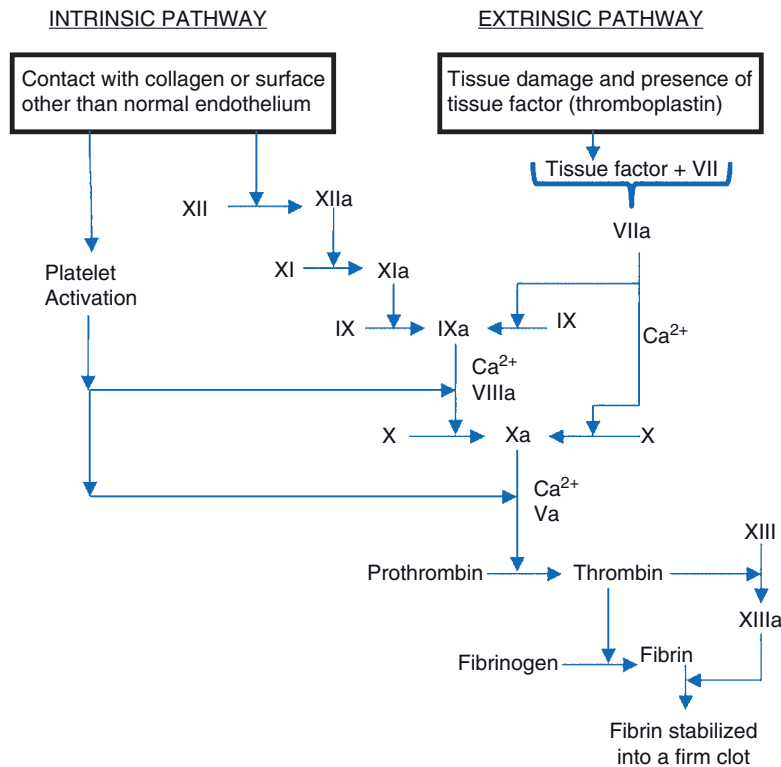 INTRINSIC PATHWAY
EXTRINSIC PATHWAY
Contact with collagen or surface
other than normal endothelium
Tissue damage and presence of
tissue factor (thromboplastin)
Tissue factor + VII
XII
XIIa
VIIa
Platelet
Activation
XI
XIa
IX
IXa
IX
Ca²⁺
Ca²⁺
VIIIa
X
Xa
X
Ca²⁺
Va
XIII
Prothrombin
Thrombin
XIIIa
Fibrinogen
Fibrin
Fibrin stabilized
into a firm clot